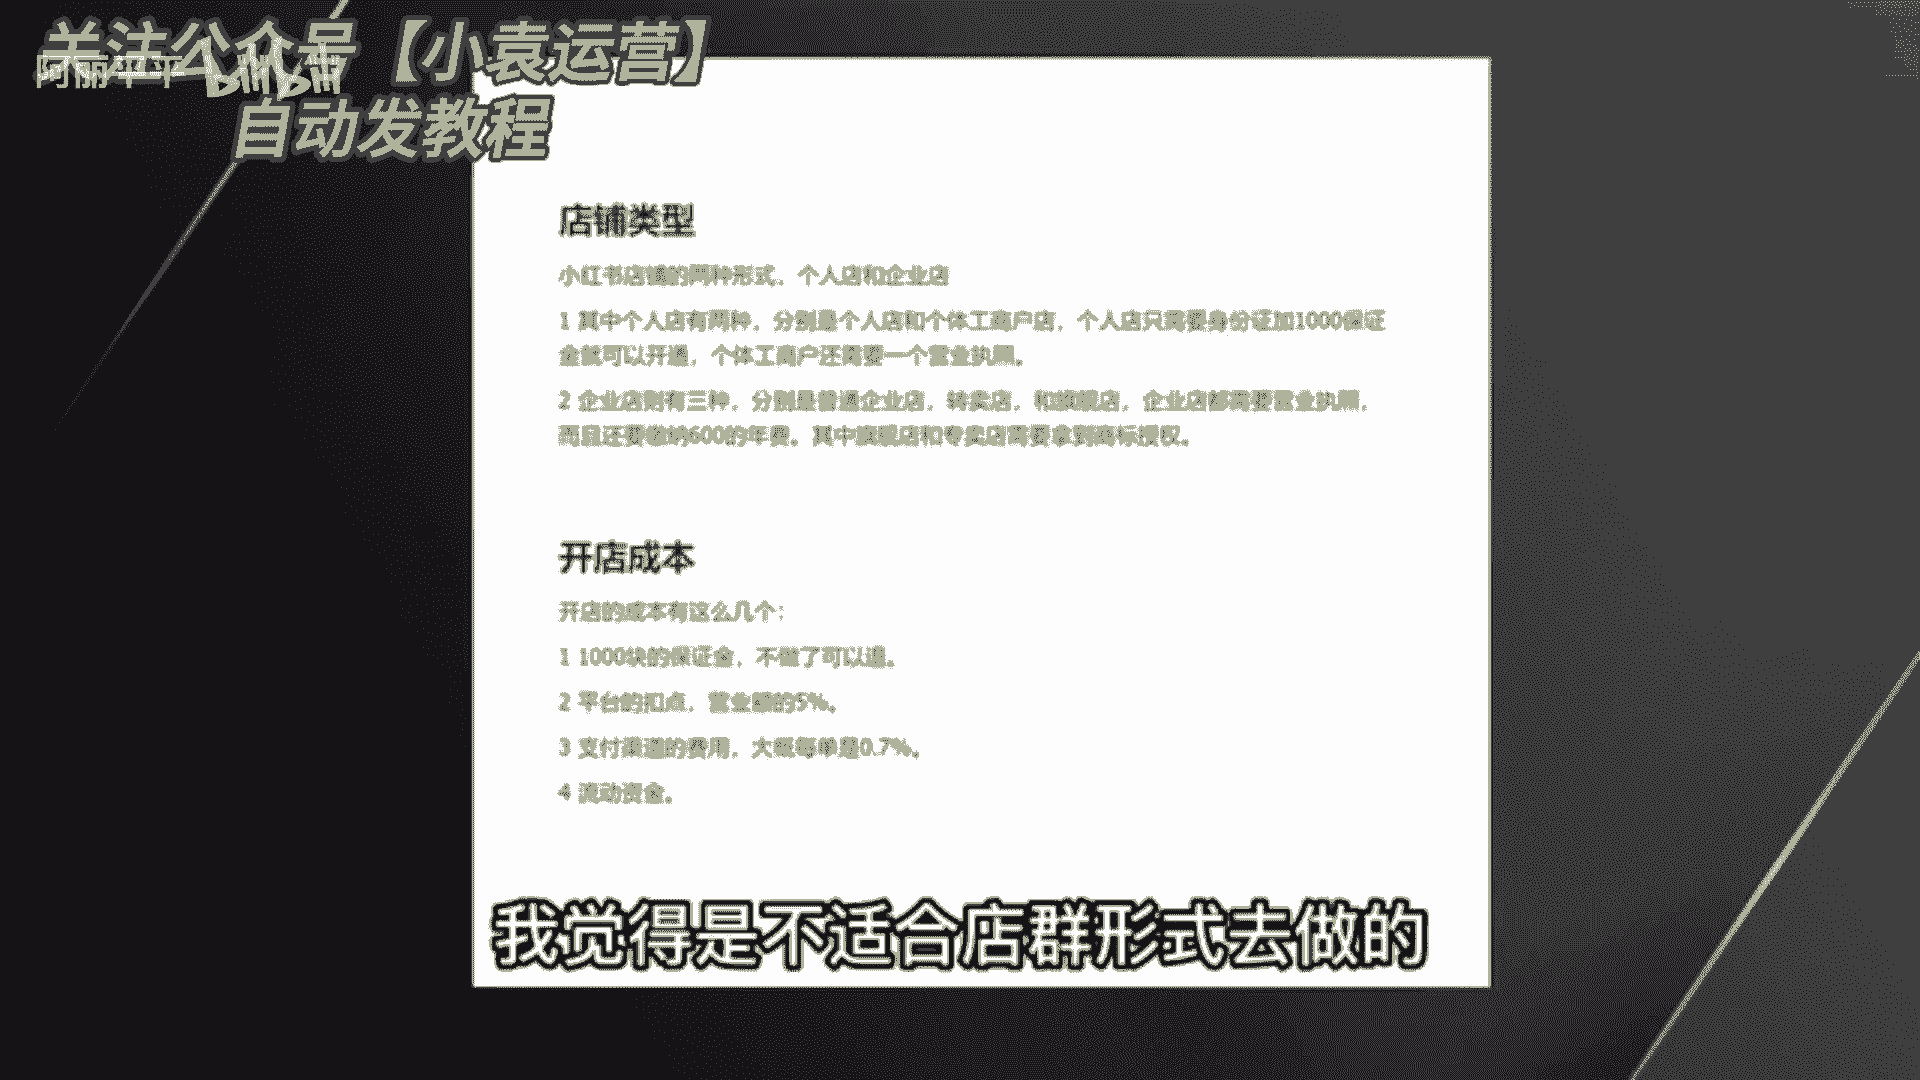 关注公众号【小袁运营】
阿丽平平 bilibili
自动发教程
店铺类型
小红书店铺的两种形式，个人店和企业店
1 其中个人店有两种，分别是个人店和个体工商户店，个人店只需要身份证加1000保证
金就可以开通，个体工商户还需要一个营业执照。
2 企业店则有三种，分别是普通企业店，转卖店，和旗舰店，企业店都需要营业执照，
而且还要缴纳600的年费。其中旗舰店和专卖店需要拿到商标授权。
开店成本
开店的成本有这么几个：
1 1000块的保证金，不做了可以退。
2 平台的扣点，营业额的5%。
3 支付渠道的费用，大概每单是0.7%。
4 流动资金。
我觉得是不适合店群形式去做的